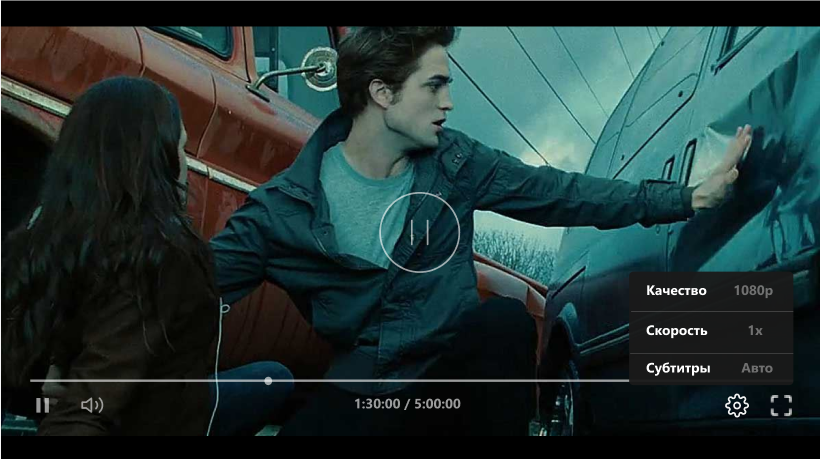 Качество 1080p
Скорость 1x
Субтитры Авто
1:30:00 / 5:00:00